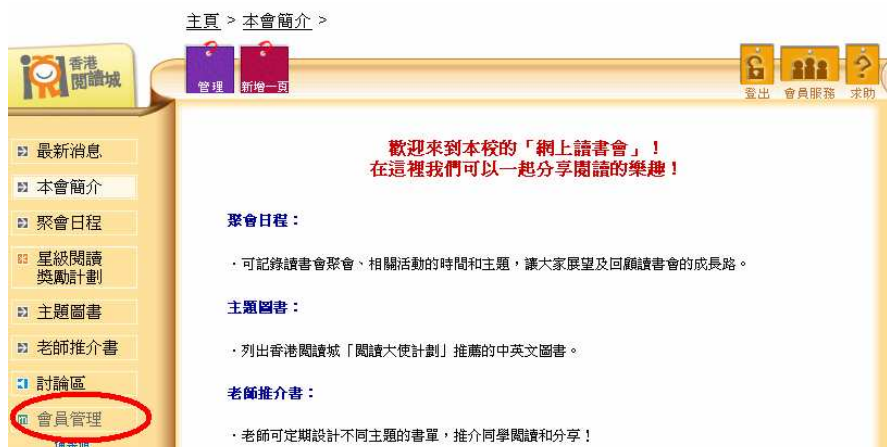 主頁 > 本會簡介 >
香港
閱讀城
管理
新增一頁
登出
會員服務
求助
最新消息
本會簡介
聚會日程
星級閱讀
獎勵計劃
主題圖書
老師推介書
討論區
會員管理
歡迎來到本校的「網上讀書會」！
在這裡我們可以一起分享閱讀的樂趣！
聚會日程：
．可記錄讀書會聚會、相關活動的時間和主題，讓大家展望及回顧讀書會的成長路。
主題圖書：
．列出香港閱讀城「閱讀大使計劃」推薦的中英文圖書。
老師推介書：
．老師可定期設計不同主題的書單，推介同學閱讀和分享！